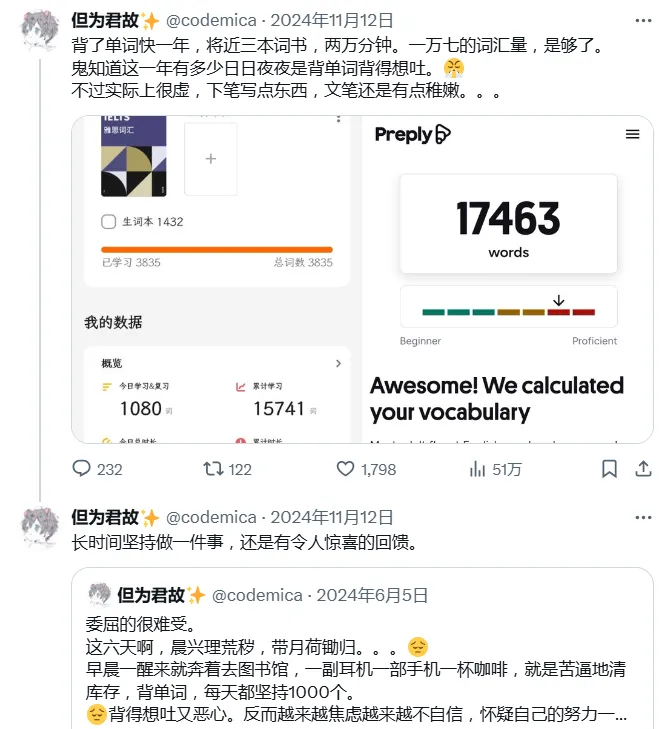 但为君故✨ @codemica · 2024年11月12日
背了单词快一年，将近三本词书，两万分钟。一万七的词汇量，是够了。
鬼知道这一年有多少日日夜夜是背单词背得想吐。😤
不过实际上很虚，下笔写点东西，文笔还是有点稚嫩。。。
IELTS
雅思词汇
生词本 1432
已学习 3835
总词数 3835
我的数据
概览
今日学习&复习
累计学习
1080 词
15741 词
今日总时长
累计时长
Preply
17463
words
Beginner
Proficient
Awesome! We calculated
your vocabulary
232
122
1,798
51万
但为君故✨ @codemica · 2024年11月12日
长时间坚持做一件事，还是有令人惊喜的回馈。
但为君故✨ @codemica · 2024年6月5日
委屈的很难受。
这六天啊，晨兴理荒秽，带月荷锄归。。。😔
早晨一醒来就奔着去图书馆，一副耳机一部手机一杯咖啡，就是苦逼地清
库存，背单词，每天都坚持1000个。
😔背得想吐又恶心。反而越来越焦虑越来越不自信，怀疑自己的努力一...